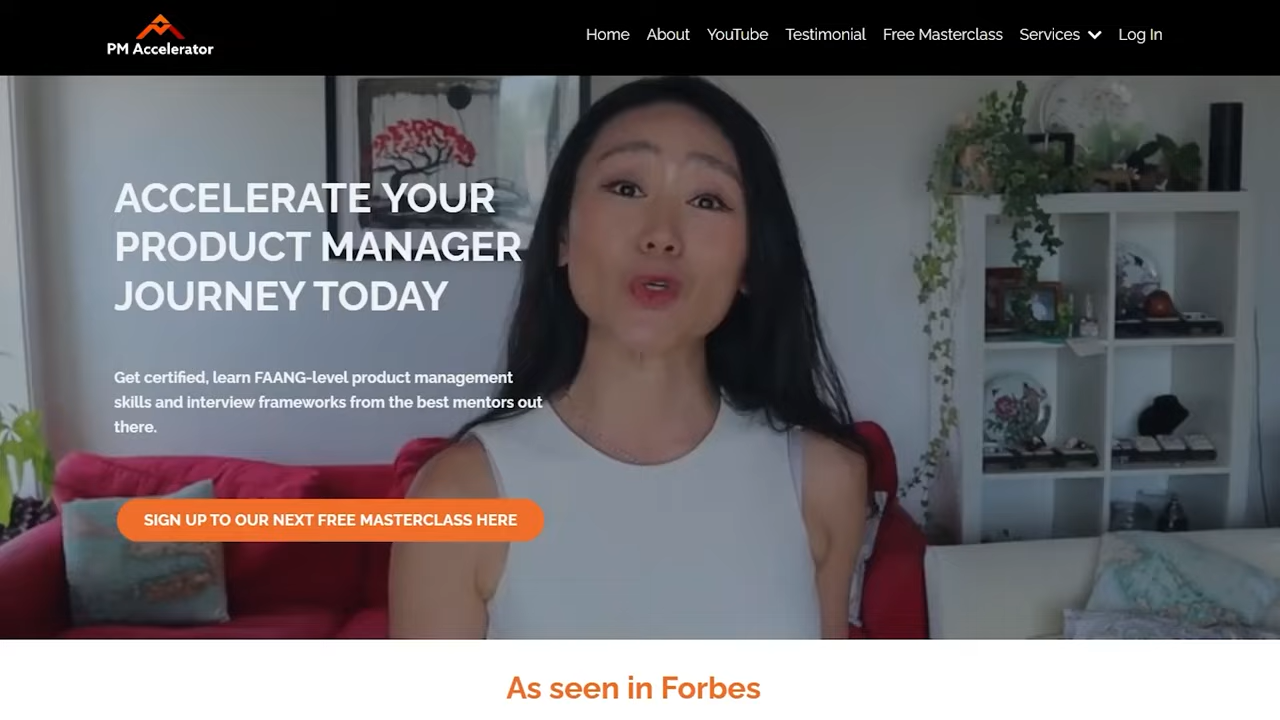 PM Accelerator
Home About YouTube Testimonial Free Masterclass Services Log In
ACCELERATE YOUR
PRODUCT MANAGER
JOURNEY TODAY
Get certified, learn FAANG-level product management
skills and interview frameworks from the best mentors out
there.
SIGN UP TO OUR NEXT FREE MASTERCLASS HERE
As seen in Forbes